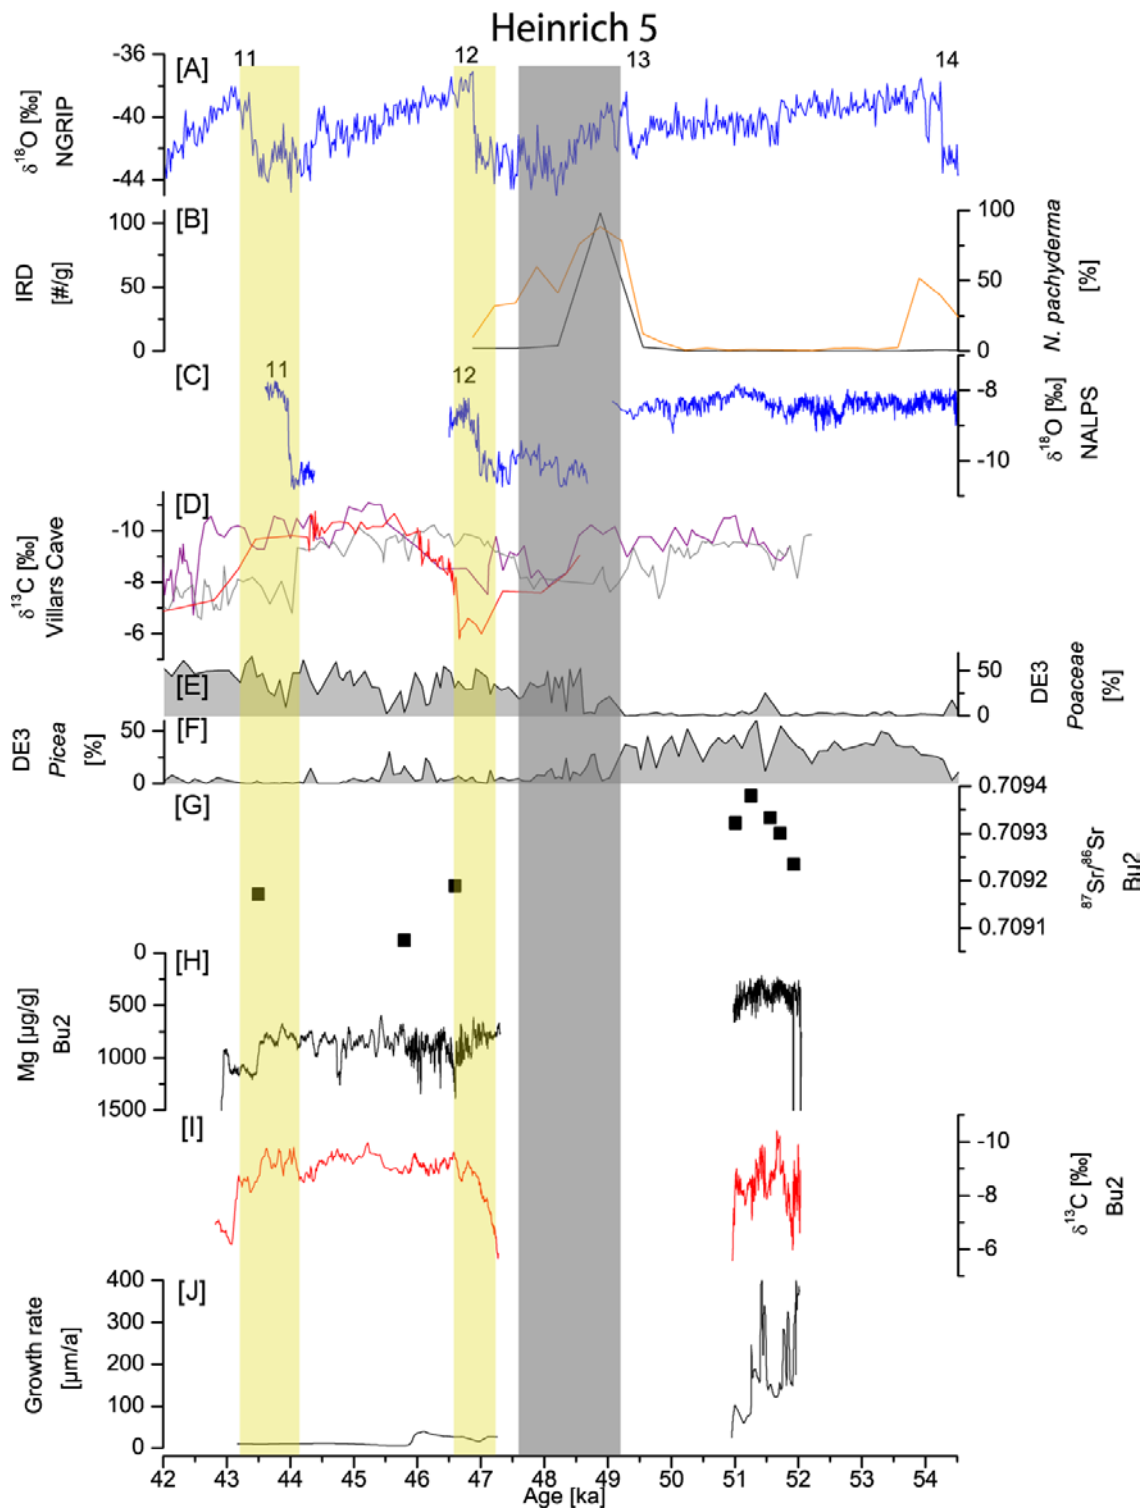 Heinrich 5
11 12 13 14
[A]
-36
-40
-44
δ18O [‰]
NGRIP
[B]
100
50
0
IRD
[#/g]
100
50
0
N. pachyderma
[%]
[C]
11 12
-8
-10
δ18O [‰]
NALPS
[D]
-10
-8
-6
δ13C [‰]
Villars Cave
[E]
50
0
DE3
Poaceae
[%]
[F]
50
0
DE3
Picea
[%]
[G]
0.7094
0.7093
0.7092
0.7091
87Sr/86Sr
Bu2
[H]
0
500
1000
1500
Mg [µg/g]
Bu2
[I]
-10
-8
-6
δ13C [‰]
Bu2
[J]
400
300
200
100
0
Growth rate
[µm/a]
42 43 44 45 46 47 48 49 50 51 52 53 54
Age [ka]